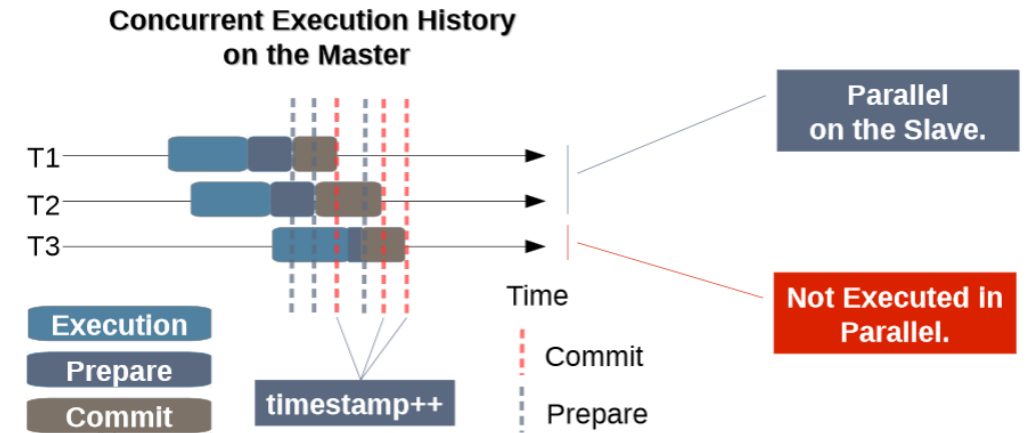 Concurrent Execution History
on the Master
Parallel
on the Slave.
T1
T2
T3
Time
Not Executed in
Parallel.
Execution
Prepare
Commit
timestamp++
Commit
Prepare